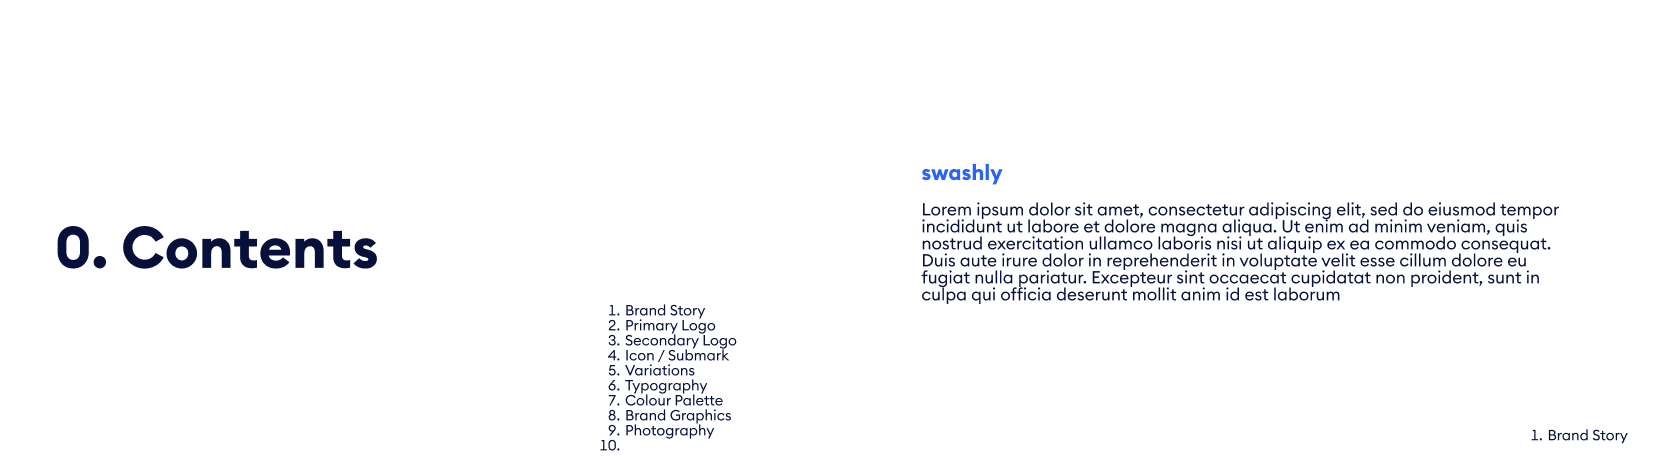 0. Contents
1. Brand Story
2. Primary Logo
3. Secondary Logo
4. Icon / Submark
5. Variations
6. Typography
7. Colour Palette
8. Brand Graphics
9. Photography
10.
swashly
Lorem ipsum dolor sit amet, consectetur adipiscing elit, sed do eiusmod tempor
incididunt ut labore et dolore magna aliqua. Ut enim ad minim veniam, quis
nostrud exercitation ullamco laboris nisi ut aliquip ex ea commodo consequat.
Duis aute irure dolor in reprehenderit in voluptate velit esse cillum dolore eu
fugiat nulla pariatur. Excepteur sint occaecat cupidatat non proident, sunt in
culpa qui officia deserunt mollit anim id est laborum
1. Brand Story